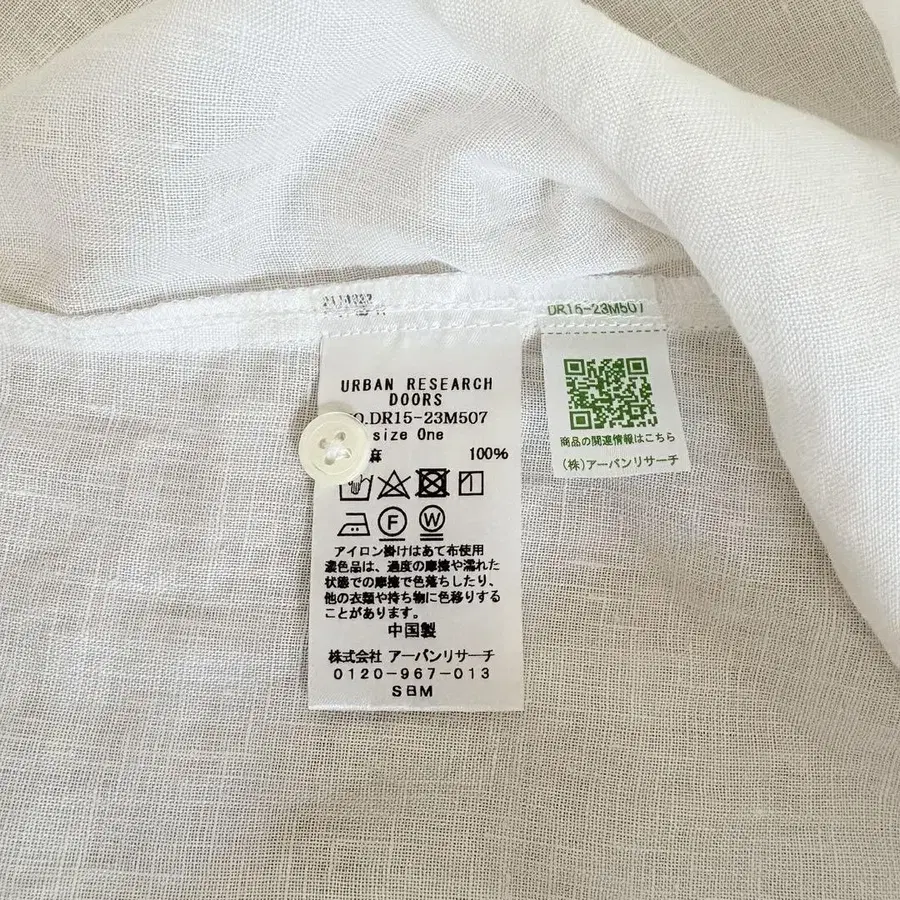 DR15-23M507
URBAN RESEARCH
DOORS
O.DR15-23M507
size One
麻 100%
F W
アイロン掛けはあて布使用
濃色品は、過度の摩擦や濡れた
状態での摩擦で色落ちしたり、
他の衣類や持ち物に色移りする
ことがあります。
中国製
株式会社 アーバンリサーチ
0120-967-013
SBM
商品の関連情報はこちら
(株)アーバンリサーチ